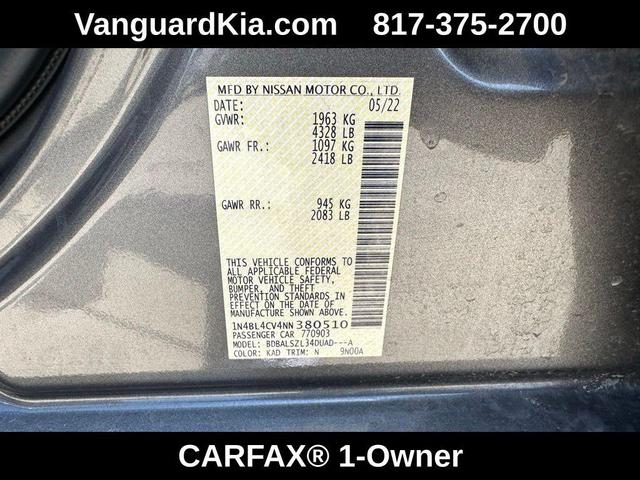 VanguardKia.com 817-375-2700
MFD BY NISSAN MOTOR CO., LTD
DATE: 05/22
GVWR: 1963 KG
4328 LB
GAWR FR.: 1097 KG
2418 LB
GAWR RR.: 945 KG
2083 LB
THIS VEHICLE CONFORMS TO
ALL APPLICABLE FEDERAL
MOTOR VEHICLE SAFETY,
BUMPER, AND THEFT
PREVENTION STANDARDS IN
EFFECT ON THE DATE OF
MANUFACTURE SHOWN ABOVE.
1N4BL4CV4NN380510
PASSENGER CAR 770903
MODEL: BDBALSZL34DUAD---A
COLOR: KAD TRIM: N 9N00A
CARFAX® 1-Owner